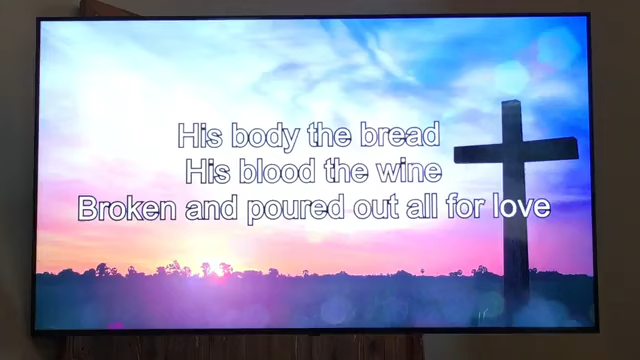 His body the bread
His blood the wine
Broken and poured out all for love